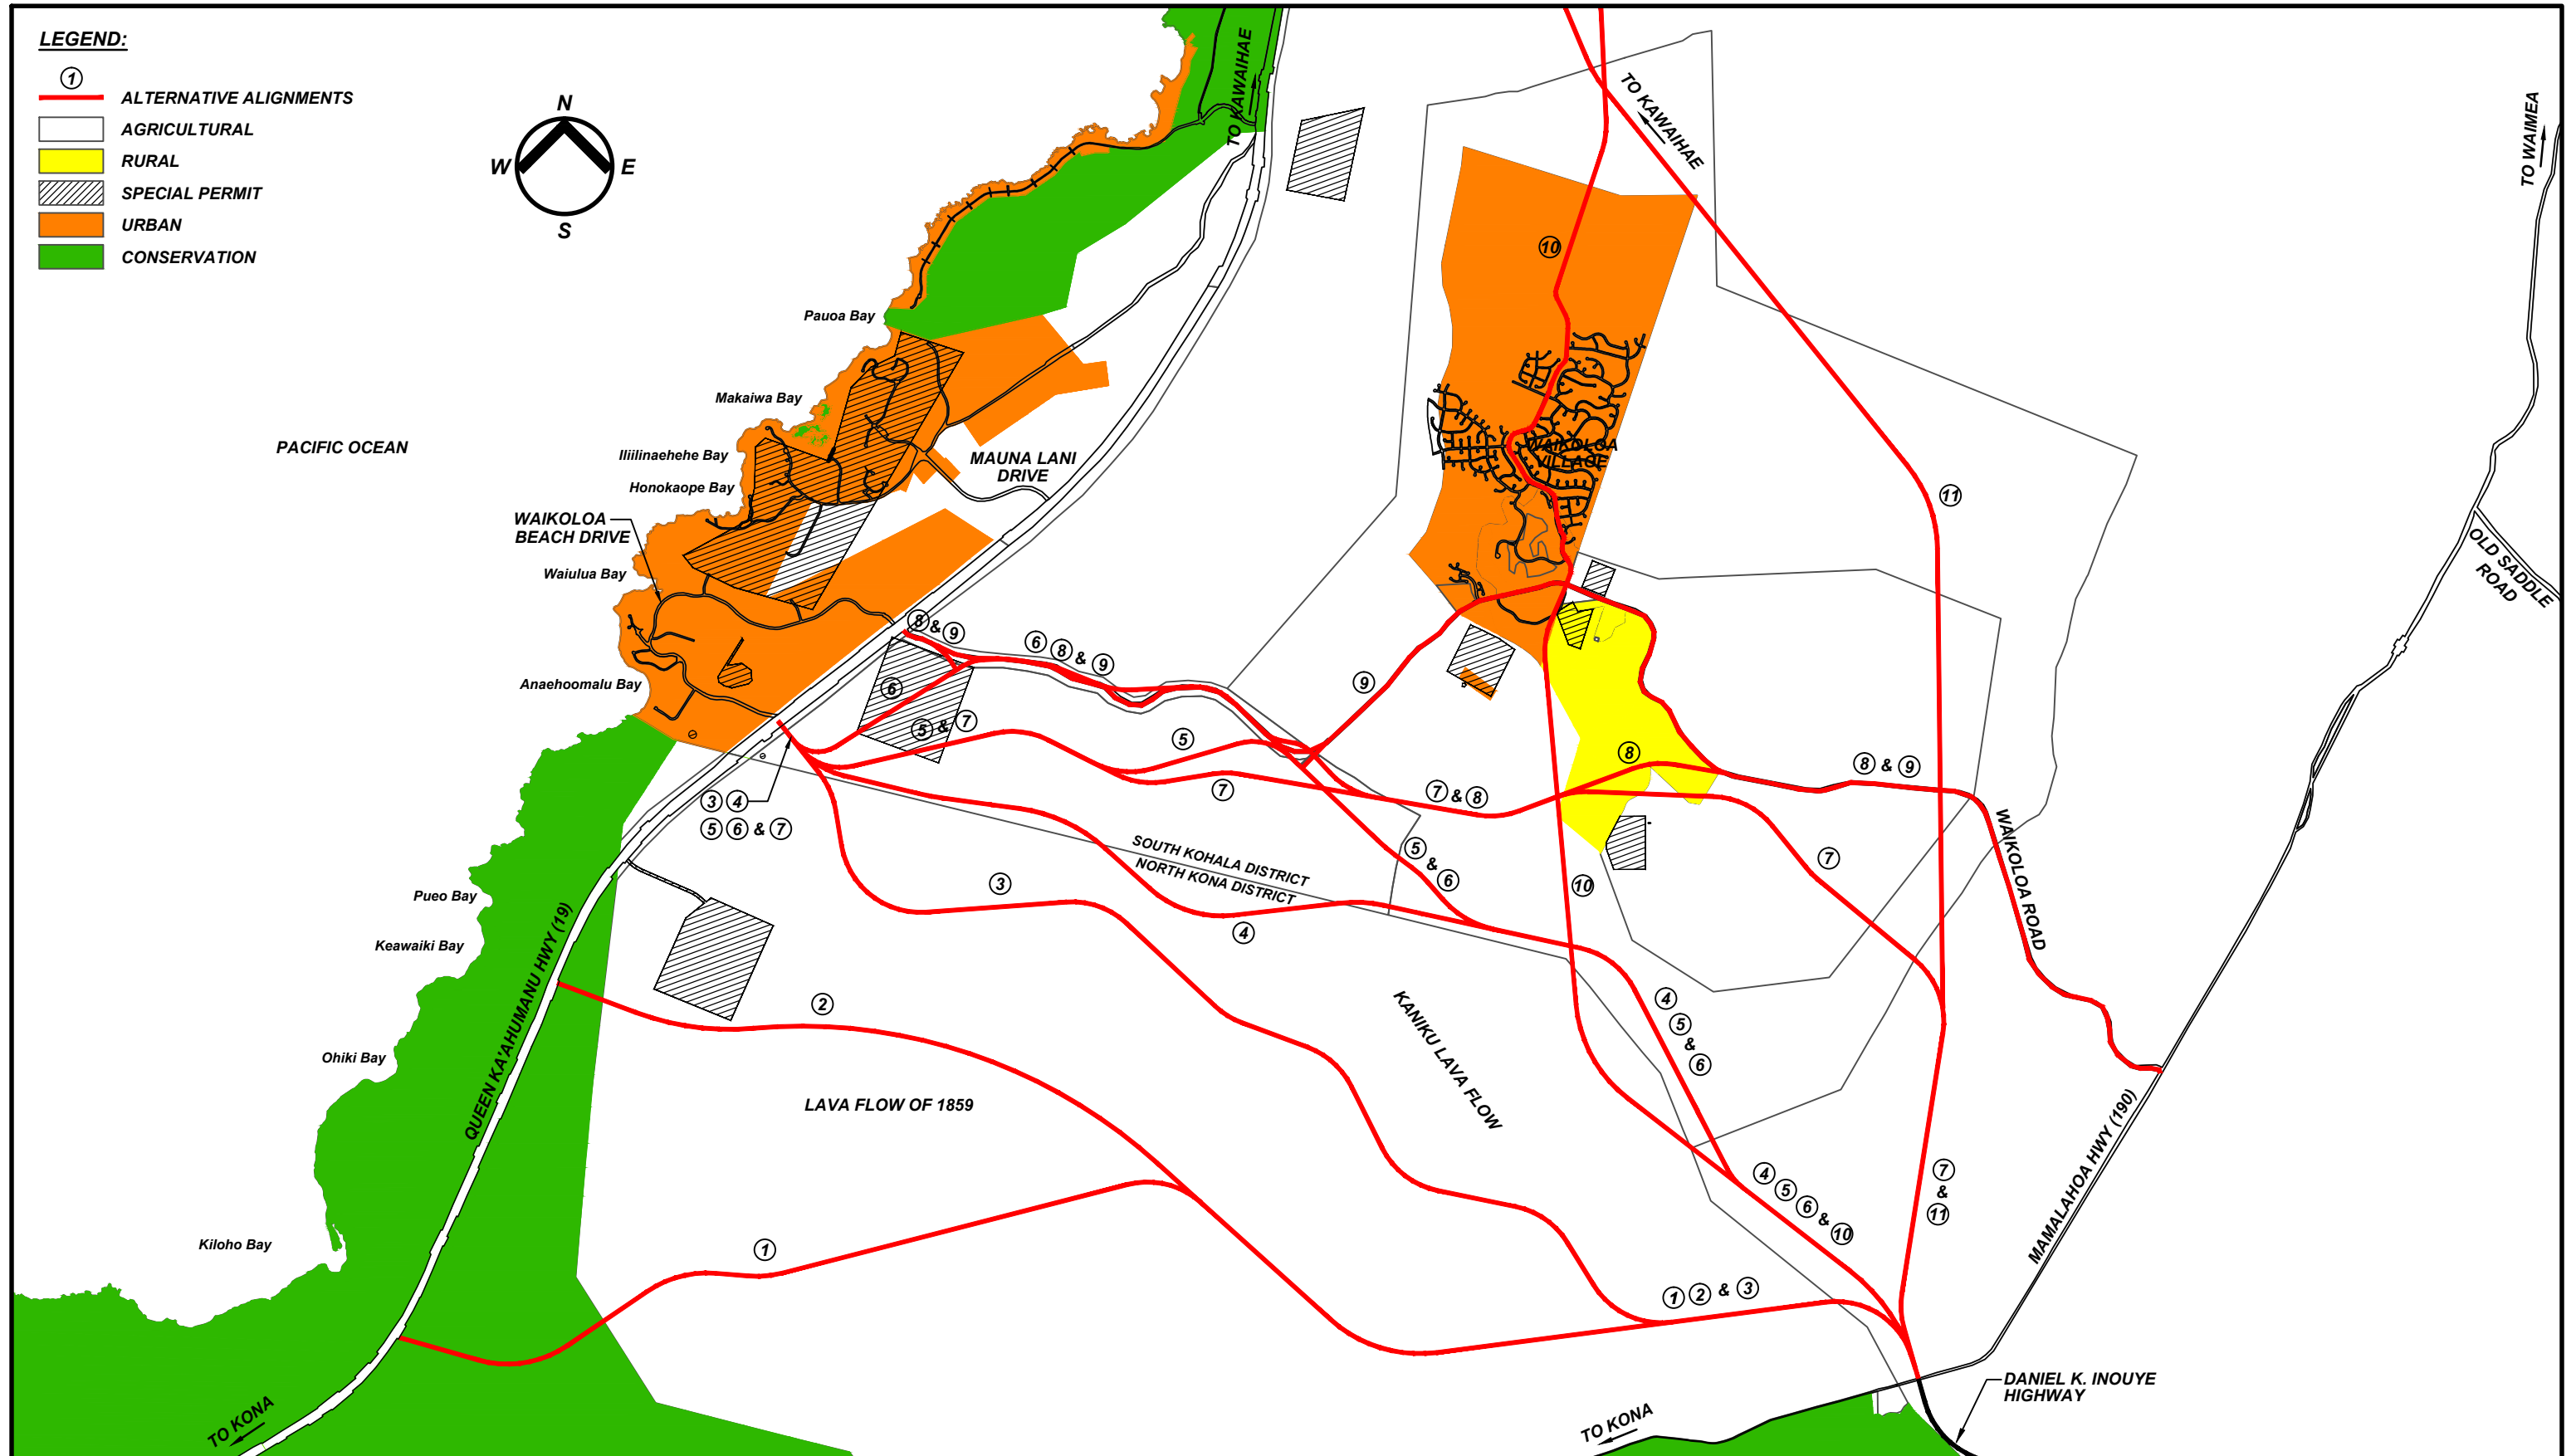 LEGEND:
1
ALTERNATIVE ALIGNMENTS
AGRICULTURAL
RURAL
SPECIAL PERMIT
URBAN
CONSERVATION
N
W
E
S
TO KAWAIHAE
TO KAWAIHAE
TO WAIMEA
10
Pauoa Bay
Makaiwa Bay
PACIFIC OCEAN
Iliilinaehehe Bay
Honokaope Bay
MAUNA LANI
DRIVE
WAIKOLOA
VILLAGE
11
WAIKOLOA
BEACH DRIVE
Waiulua Bay
OLD SADDLE
ROAD
Anaehoomalu Bay
8 & 9
6 8 & 9
6
9
5 & 7
5
7
8
7 & 8
8 & 9
3 4
5 6 & 7
WAIKOLOA ROAD
SOUTH KOHALA DISTRICT
NORTH KONA DISTRICT
5
&
6
7
10
3
4
Pueo Bay
Keawaiki Bay
QUEEN KA'AHUMANU HWY (19)
2
4
5
&
6
KANIKU LAVA FLOW
Ohiki Bay
LAVA FLOW OF 1859
MAMALAHOA HWY (190)
4 5 6 & 10
7
&
11
Kiloho Bay
1
1 2 & 3
DANIEL K. INOUYE
HIGHWAY
TO KONA
TO KONA